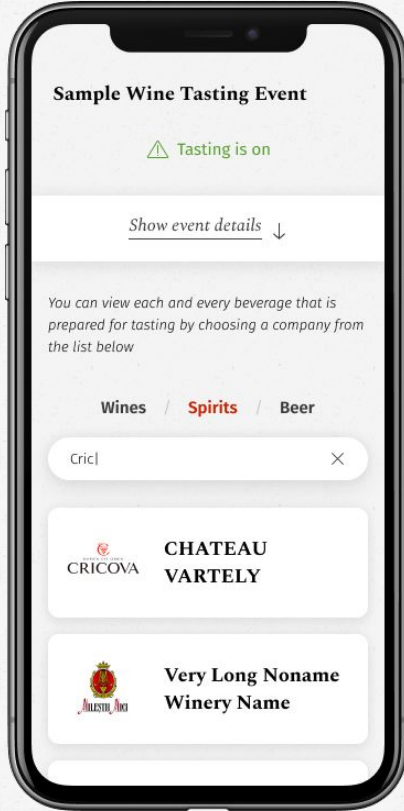 Sample Wine Tasting Event
Tasting is on
Show event details ↓
You can view each and every beverage that is
prepared for tasting by choosing a company from
the list below
Wines / Spirits / Beer
Cric
CRICOVA
CHATEAU
VARTELY
Very Long Noname
Winery Name